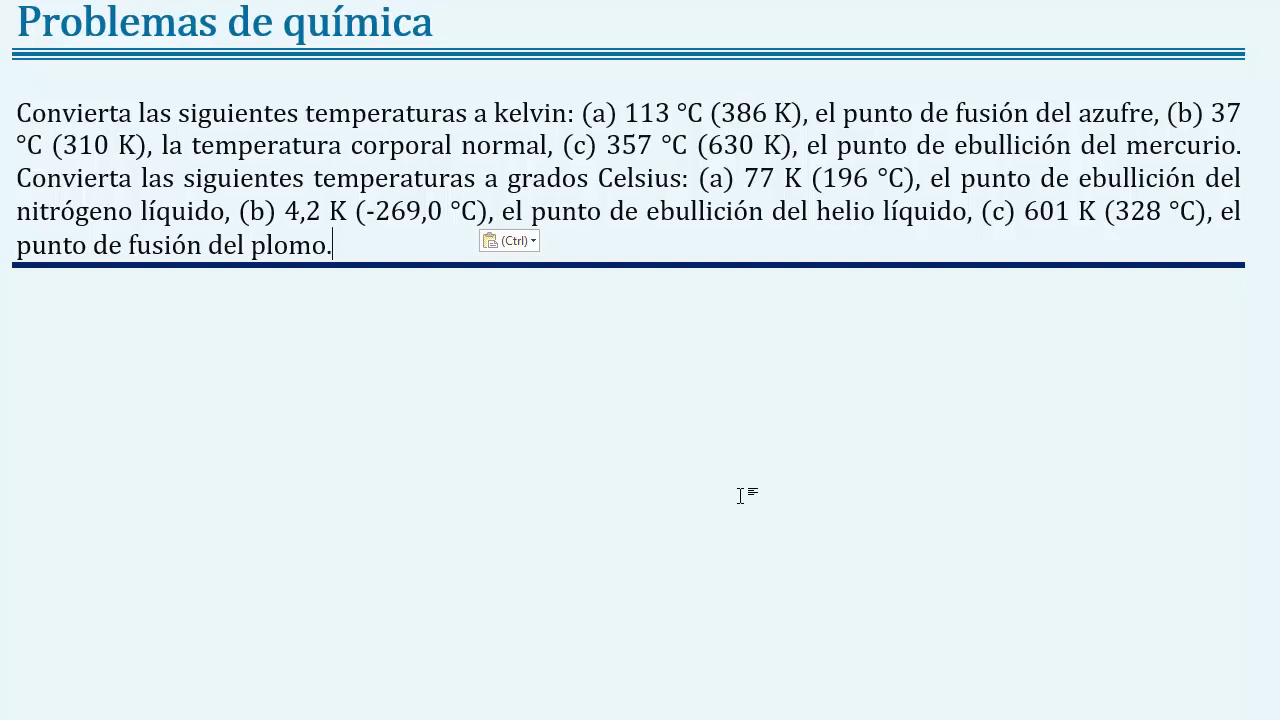 Problemas de química
Convierta las siguientes temperaturas a kelvin: (a) 113 °C (386 K), el punto de fusión del azufre, (b) 37
°C (310 K), la temperatura corporal normal, (c) 357 °C (630 K), el punto de ebullición del mercurio.
Convierta las siguientes temperaturas a grados Celsius: (a) 77 K (196 °C), el punto de ebullición del
nitrógeno líquido, (b) 4,2 K (-269,0 °C), el punto de ebullición del helio líquido, (c) 601 K (328 °C), el
punto de fusión del plomo.
(Ctrl)